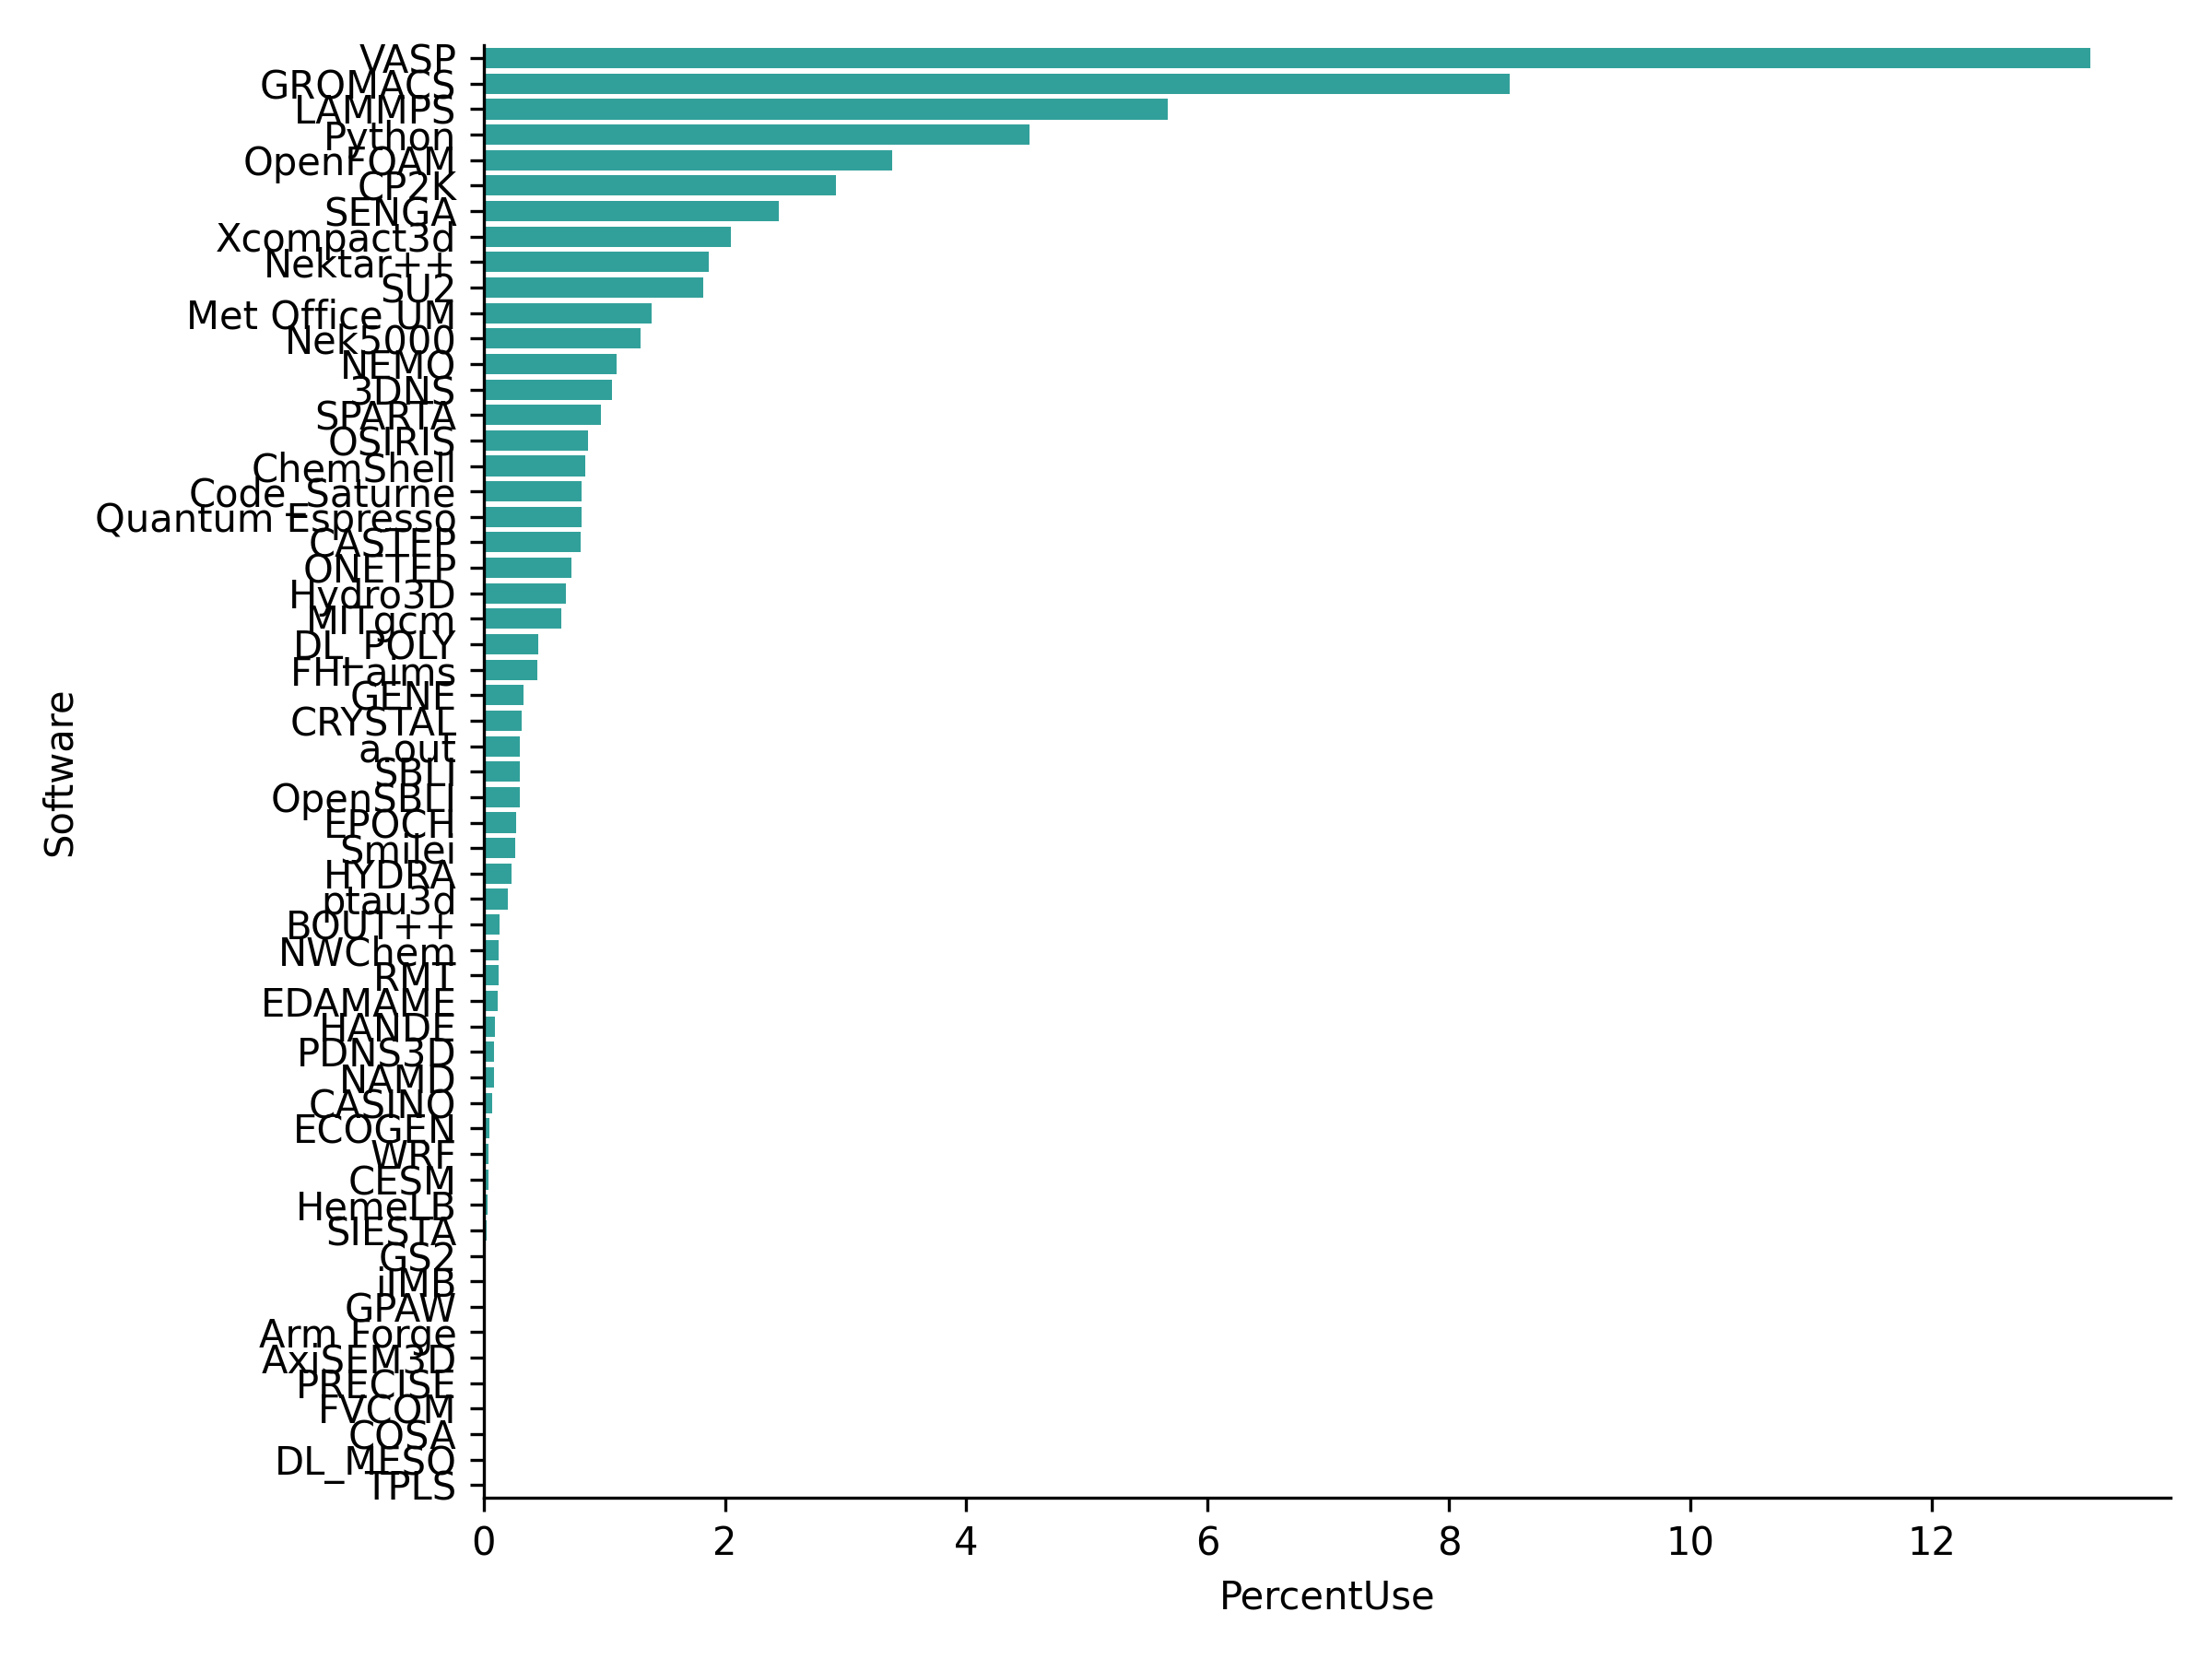 VASP
GROMACS
LAMMPS
Python
OpenFOAM
CP2K
SENGA
Xcompact3d
Nektar++
SU2
Met Office UM
Nek5000
NEMO
3DNS
SPARTA
OSIRIS
ChemShell
Code_Saturne
Quantum Espresso
CASTEP
ONETEP
Hydro3D
MITgcm
DL_POLY
FHI aims
GENE
CRYSTAL
a.out
SBLI
OpenSBLI
EPOCH
Smilei
HYDRA
ptau3d
BOUT++
NWChem
RMT
EDAMAME
HANDE
PDNS3D
NAMD
CASINO
ECOGEN
WRF
CESM
HemeLB
SIESTA
GS2
iIMB
GPAW
Arm Forge
AxiSEM3D
PRECISE
FVCOM
COSA
DL_MESO
TPLS
Software
0 2 4 6 8 10 12
PercentUse